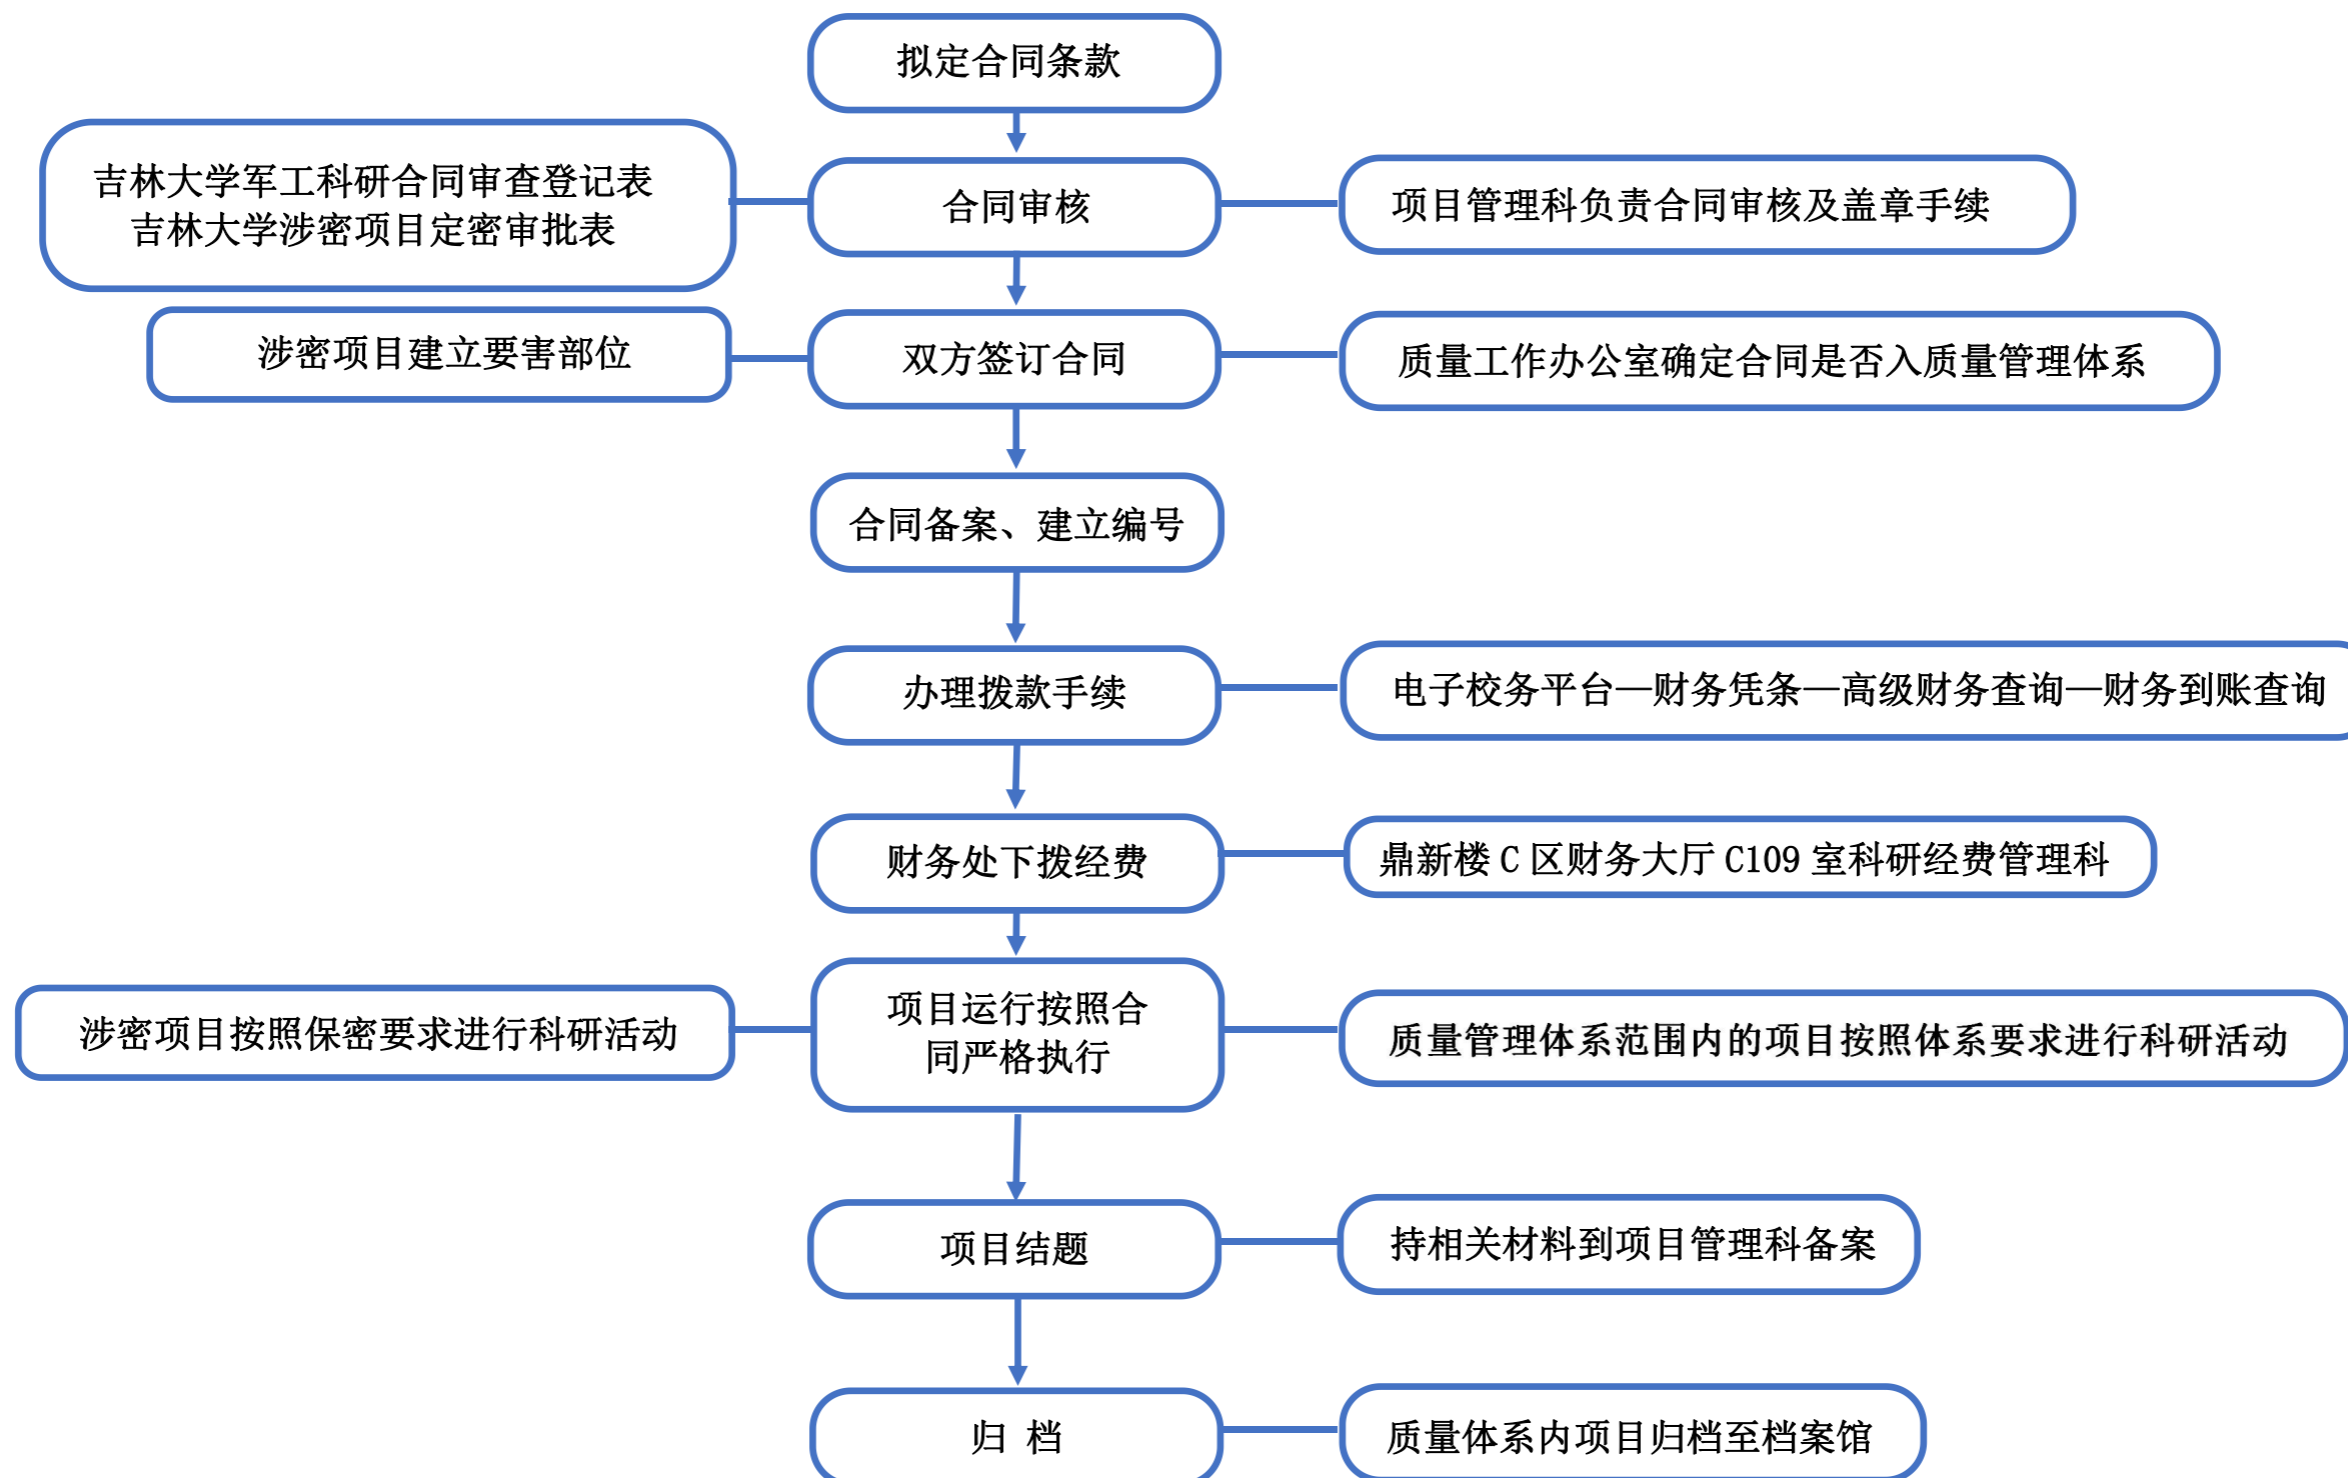 拟定合同条款
吉林大学军工科研合同审查登记表
吉林大学涉密项目定密审批表
合同审核
项目管理科负责合同审核及盖章手续
涉密项目建立要害部位
双方签订合同
质量工作办公室确定合同是否入质量管理体系
合同备案、建立编号
办理拨款手续
电子校务平台—财务凭条—高级财务查询—财务到账查询
财务处下拨经费
鼎新楼 C 区财务大厅 C109 室科研经费管理科
涉密项目按照保密要求进行科研活动
项目运行按照合
同严格执行
质量管理体系范围内的项目按照体系要求进行科研活动
项目结题
持相关材料到项目管理科备案
归 档
质量体系内项目归档至档案馆